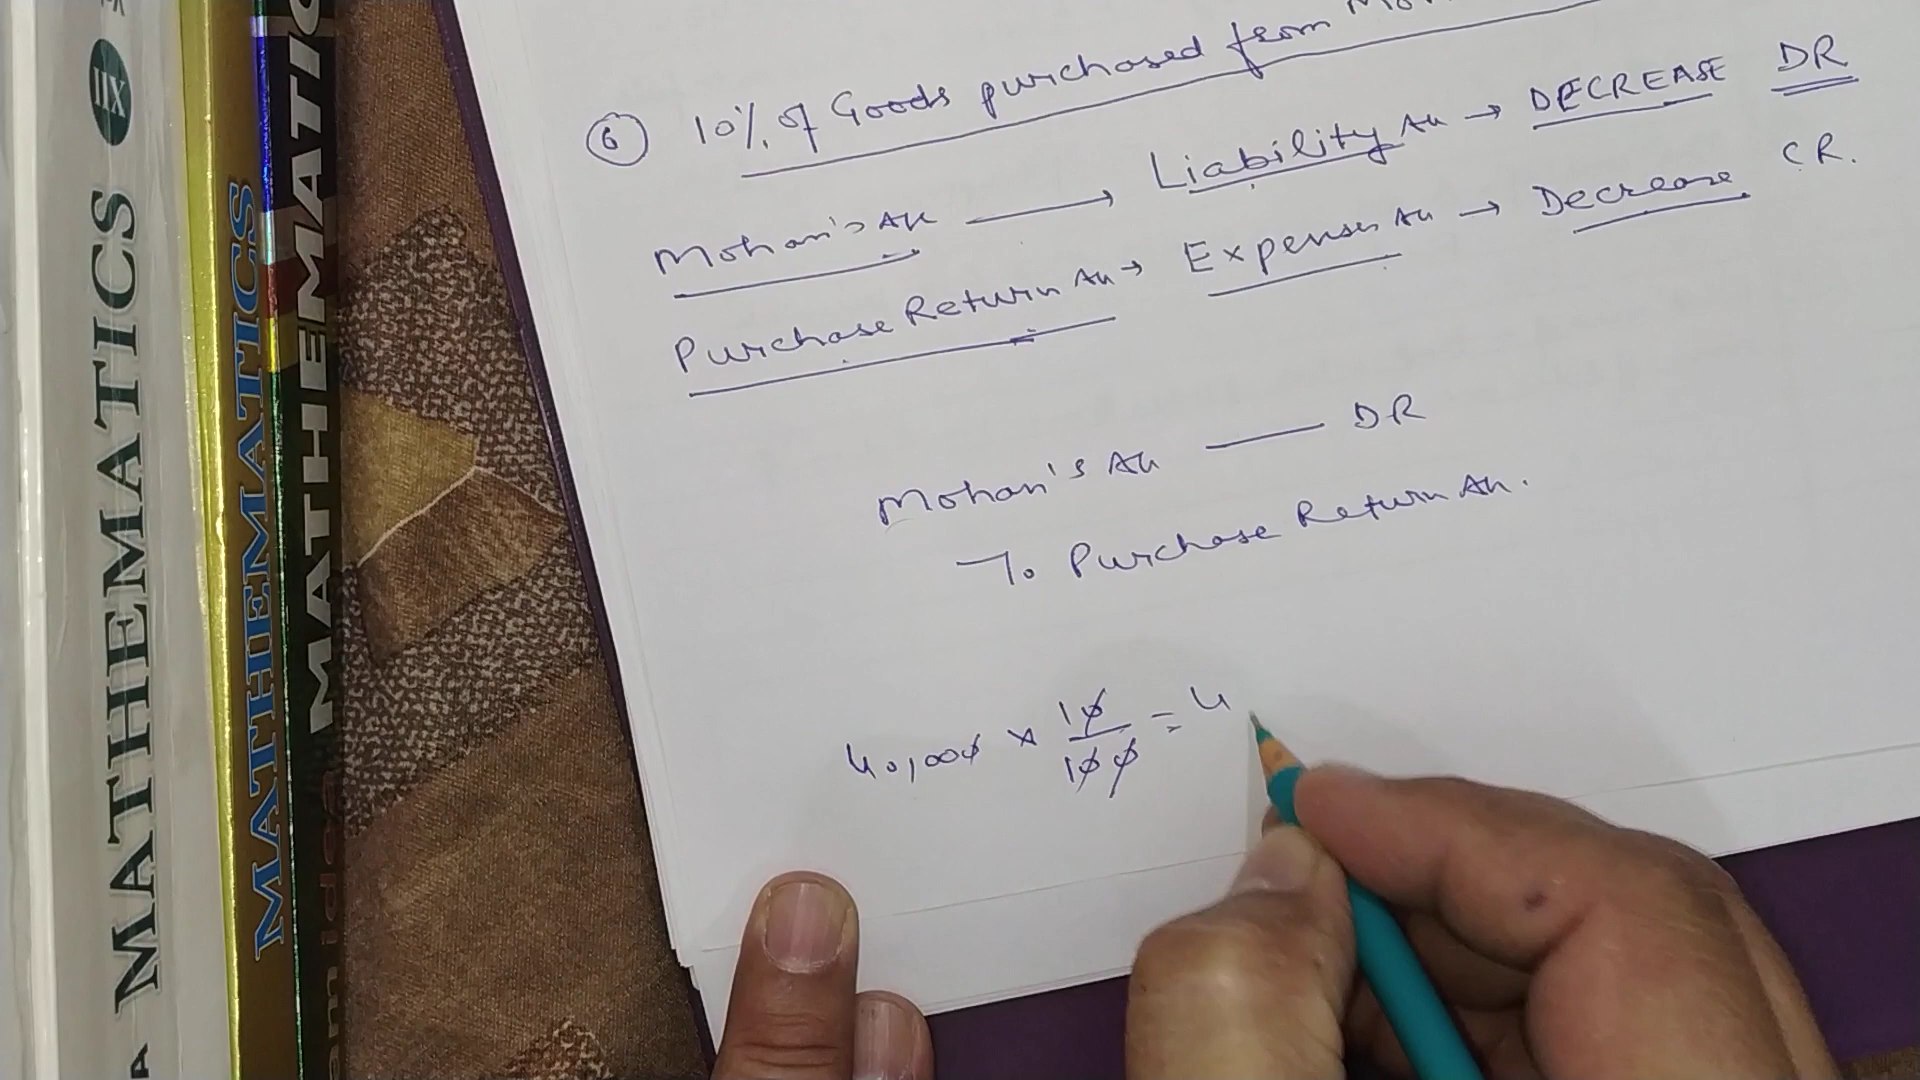 MATHEMATICS XII
MATHEMATICS
MATHEMATIC
⑥ 10% of Goods purchased from
Mohan's A/c → Liability A/c → DECREASE DR
Purchase Return A/c → Expenses A/c → Decrease CR.
Mohan's A/c — DR
To Purchase Return A/c.
40,000 × 10/100 = 4